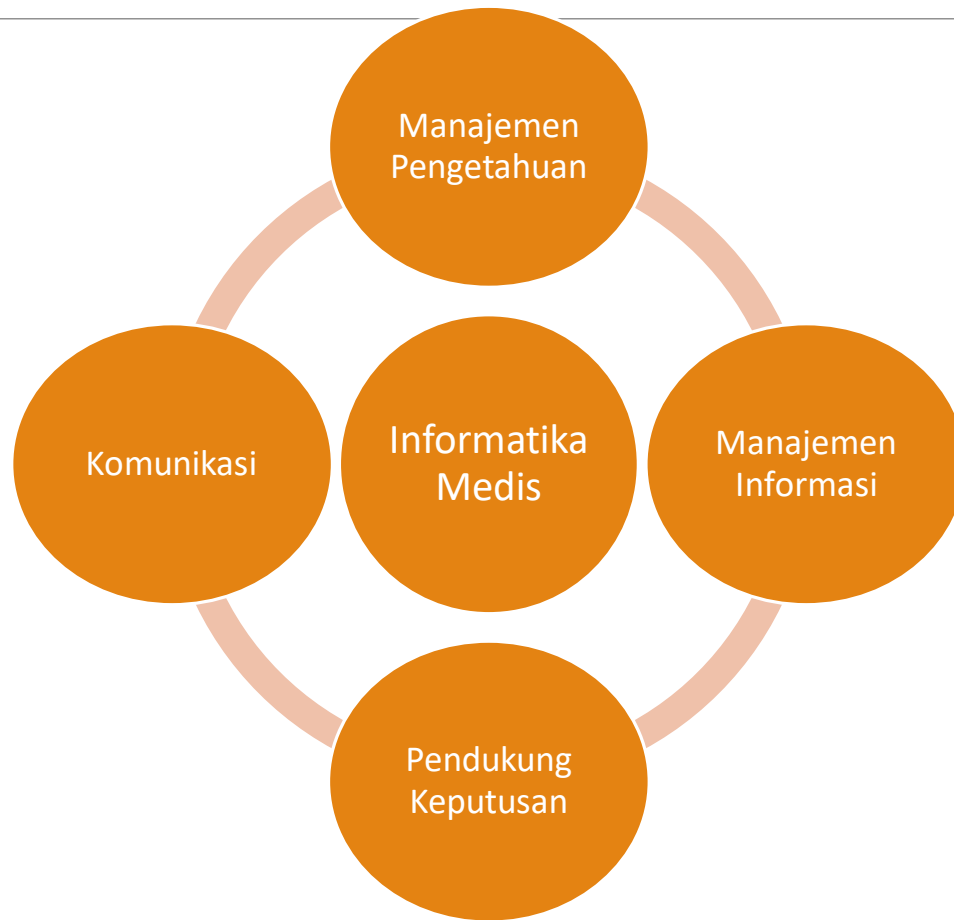 Manajemen
Pengetahuan
Komunikasi
Informatika
Medis
Manajemen
Informasi
Pendukung
Keputusan